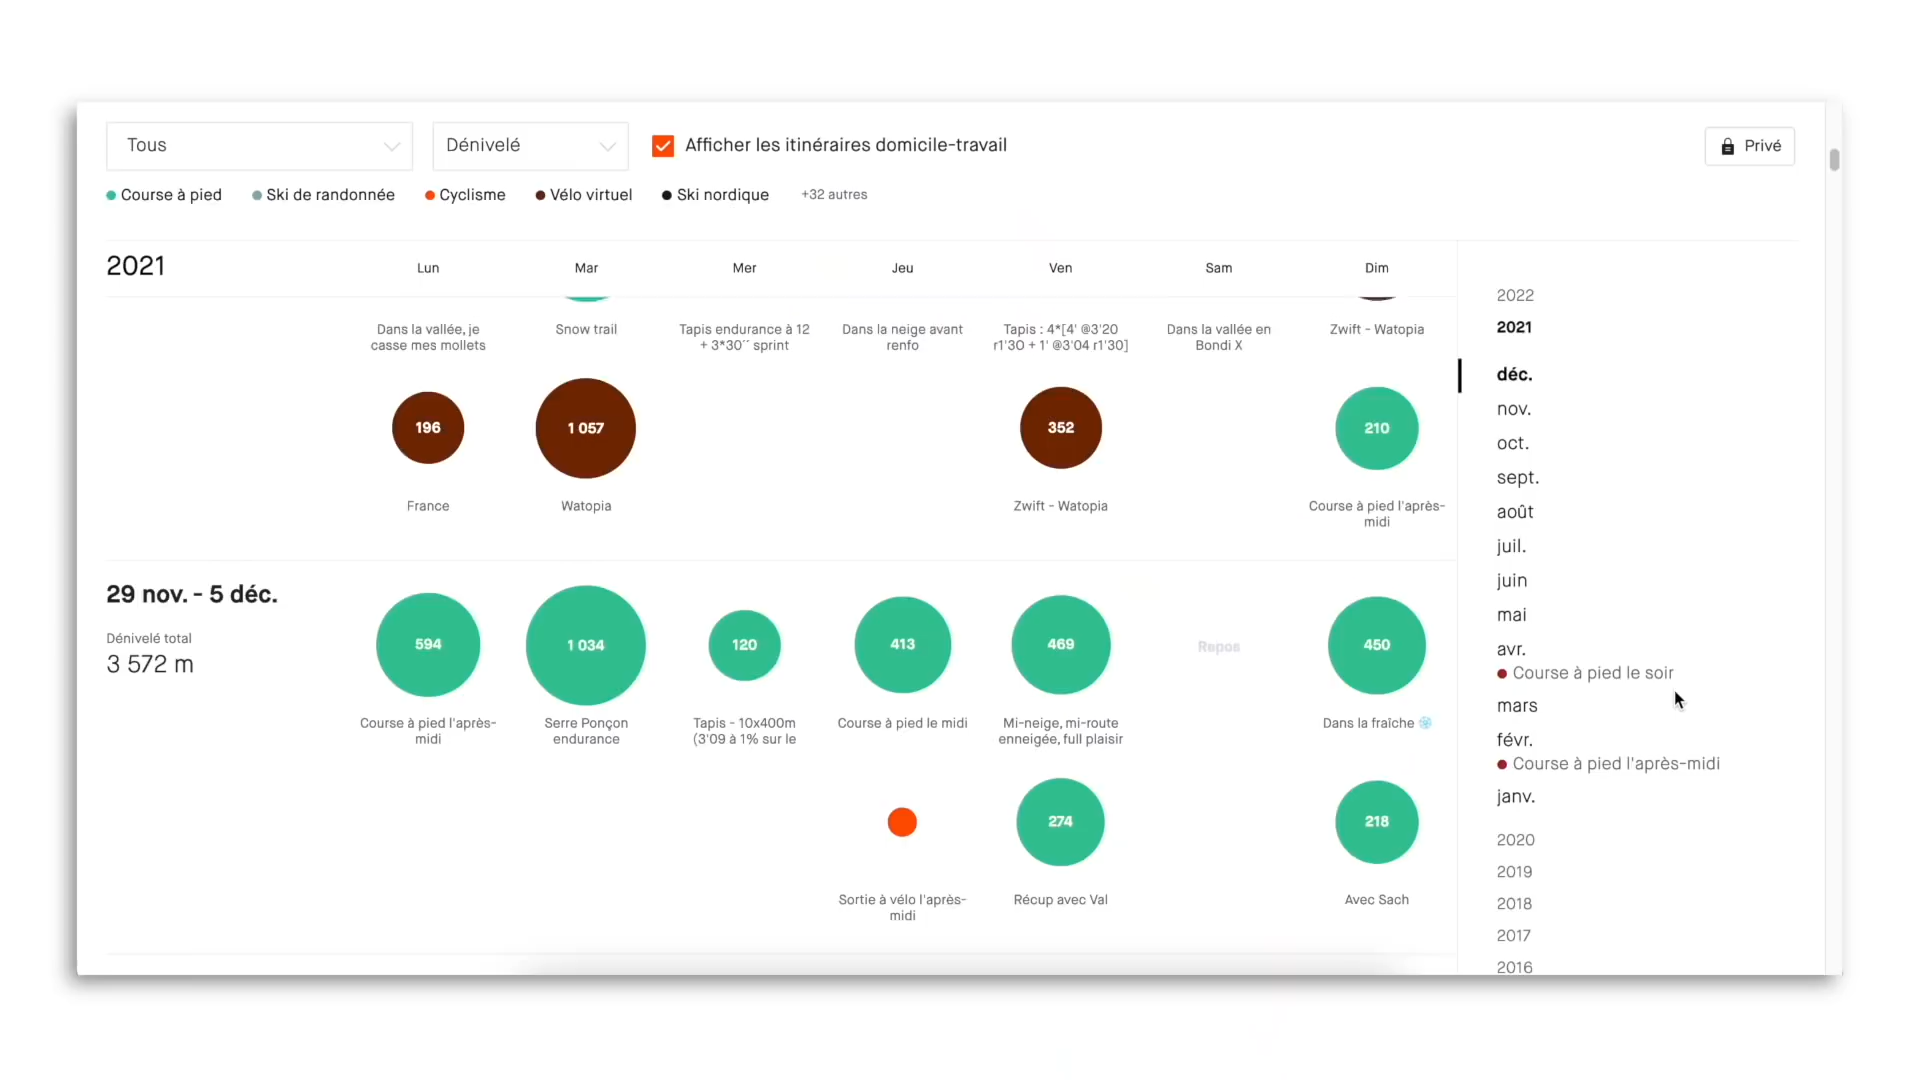 Tous
Dénivelé
Afficher les itinéraires domicile-travail
Privé
Course à pied
Ski de randonnée
Cyclisme
Vélo virtuel
Ski nordique
+32 autres
2021
Lun
Mar
Mer
Jeu
Ven
Sam
Dim
Dans la vallée, je
casse mes mollets
Snow trail
Tapis endurance à 12
+ 3*30´´ sprint
Dans la neige avant
renfo
Tapis : 4*[4' @3'20
r1'30 + 1' @3'04 r1'30]
Dans la vallée en
Bondi X
Zwift - Watopia
196
1 057
352
210
France
Watopia
Zwift - Watopia
Course à pied l'après-
midi
29 nov. - 5 déc.
Dénivelé total
3 572 m
594
1 034
120
413
469
Repos
450
Course à pied l'après-
midi
Serre Ponçon
endurance
Tapis - 10x400m
(3'09 à 1% sur le
Course à pied le midi
Mi-neige, mi-route
enneigée, full plaisir
Dans la fraîche
274
218
Sortie à vélo l'après-
midi
Récup avec Val
Avec Sach
2022
2021
déc.
nov.
oct.
sept.
août
juil.
juin
mai
avr.
Course à pied le soir
mars
févr.
Course à pied l'après-midi
janv.
2020
2019
2018
2017
2016